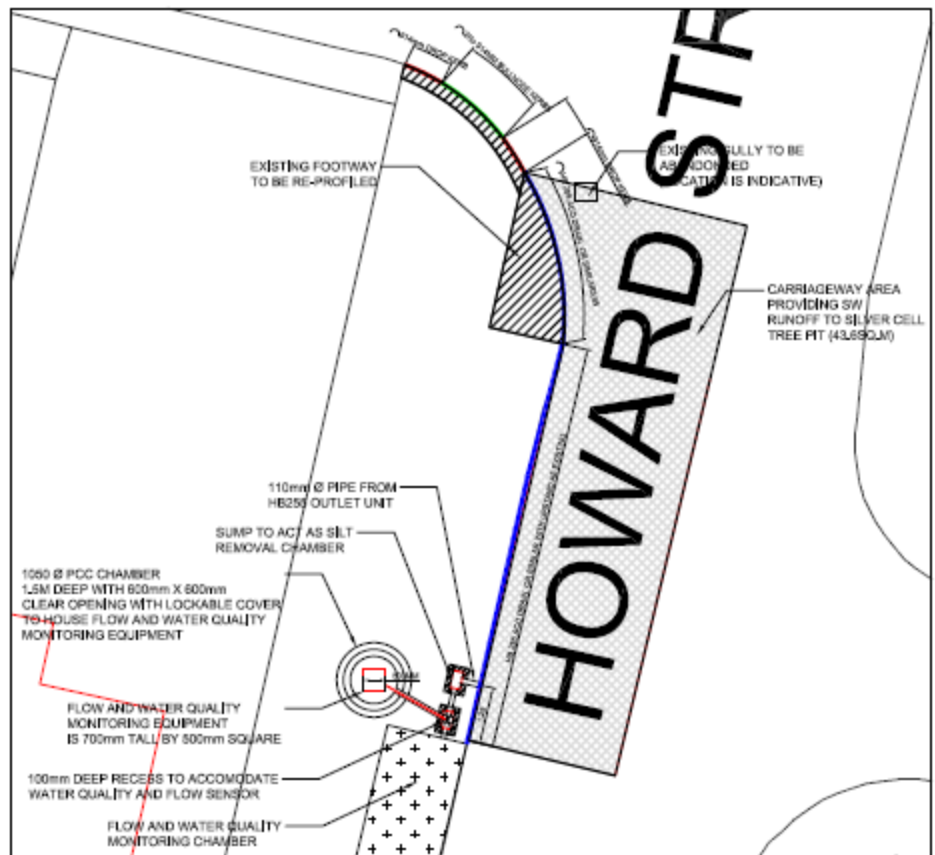 HOWARD STR
EXISTING FOOTWAY
TO BE RE-PROFILED
EXISTING GULLY TO BE
ABANDONDED
(LOCATION IS INDICATIVE)
CARRIAGEWAY AREA
PROVIDING SW
RUNOFF TO SILVER CELL
TREE PIT (43.6SQ.M)
110mm Ø PIPE FROM
HB255 OUTLET UNIT
SUMP TO ACT AS SILT
REMOVAL CHAMBER
1050 Ø PCC CHAMBER
1.5M DEEP WITH 600mm X 600mm
CLEAR OPENING WITH LOCKABLE COVER
TO HOUSE FLOW AND WATER QUALITY
MONITORING EQUIPMENT
FLOW AND WATER QUALITY
MONITORING EQUIPMENT
IS 700mm TALL BY 500mm SQUARE
100mm DEEP RECESS TO ACCOMODATE
WATER QUALITY AND FLOW SENSOR
FLOW AND WATER QUALITY
MONITORING CHAMBER